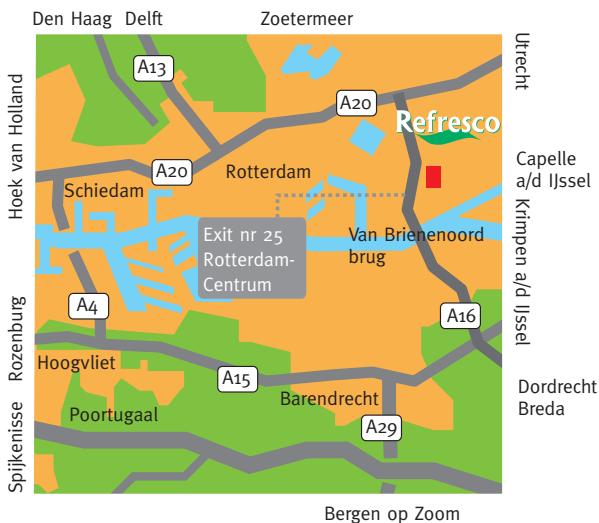 Den Haag
Delft
Zoetermeer
Utrecht
Hoek van Holland
A13
A20
Refresco
A20
Rotterdam
Schiedam
Capelle
a/d IJssel
Krimpen a/d IJssel
Exit nr 25
Rotterdam-
Centrum
Van Brienenoord
brug
A4
A16
Rozenburg
Hoogvliet
A15
Barendrecht
Dordrecht
Breda
Poortugaal
A29
Spijkenisse
Bergen op Zoom